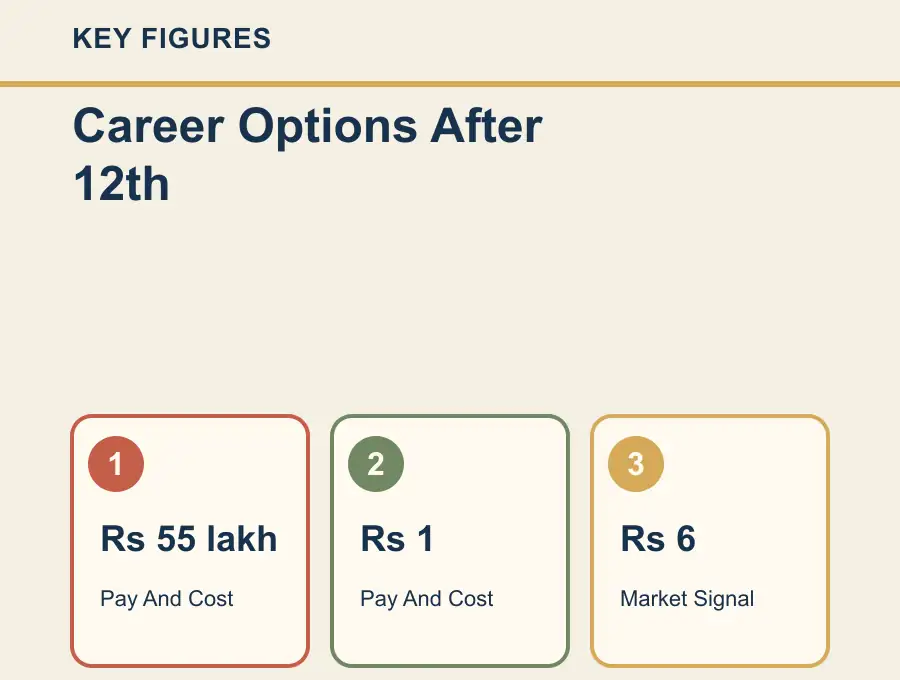 KEY FIGURES
Career Options After
12th
1
2
3
Rs 55 lakh
Rs 1
Rs 6
Pay And Cost
Pay And Cost
Market Signal